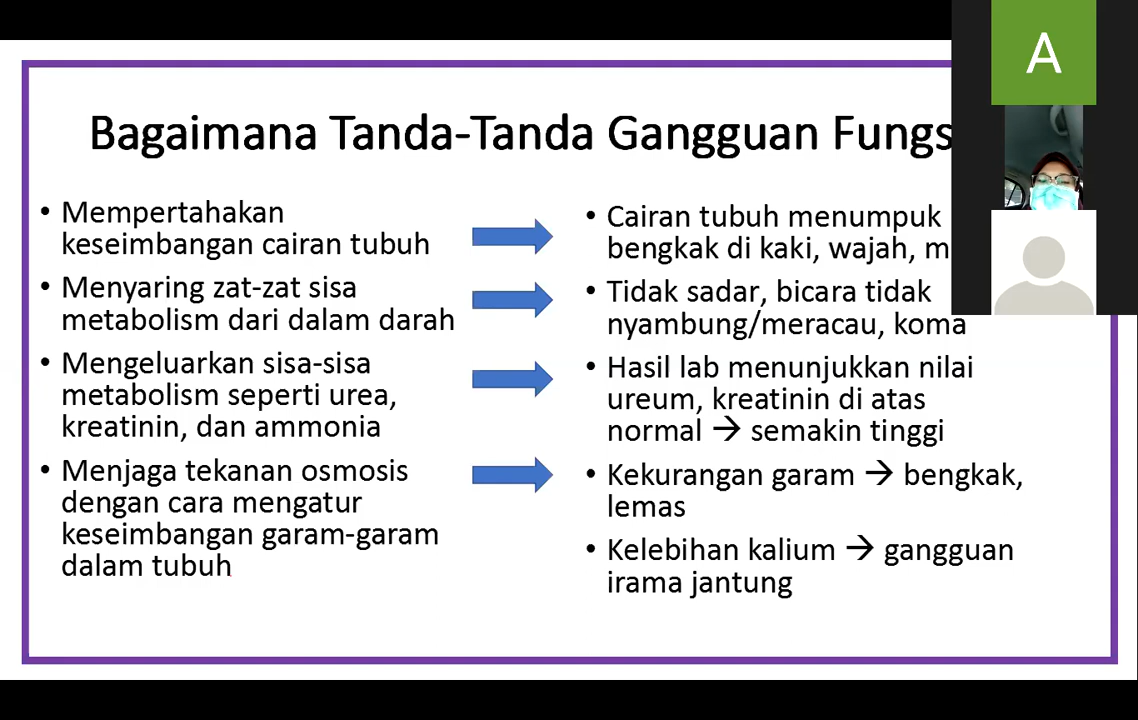 A
Bagaimana Tanda-Tanda Gangguan
• Mempertahakan
keseimbangan cairan tubuh
• Menyaring zat-zat sisa
metabolism dari dalam darah
• Mengeluarkan sisa-sisa
metabolism seperti urea,
kreatinin, dan ammonia
• Menjaga tekanan osmosis
dengan cara mengatur
keseimbangan garam-garam
dalam tubuh
• Cairan tubuh menumpuk
bengkak di kaki, wajah,
• Tidak sadar, bicara tidak
nyambung/meracau, koma
• Hasil lab menunjukkan nilai
ureum, kreatinin di atas
normal → semakin tinggi
• Kekurangan garam → bengkak,
lemas
• Kelebihan kalium → gangguan
irama jantung